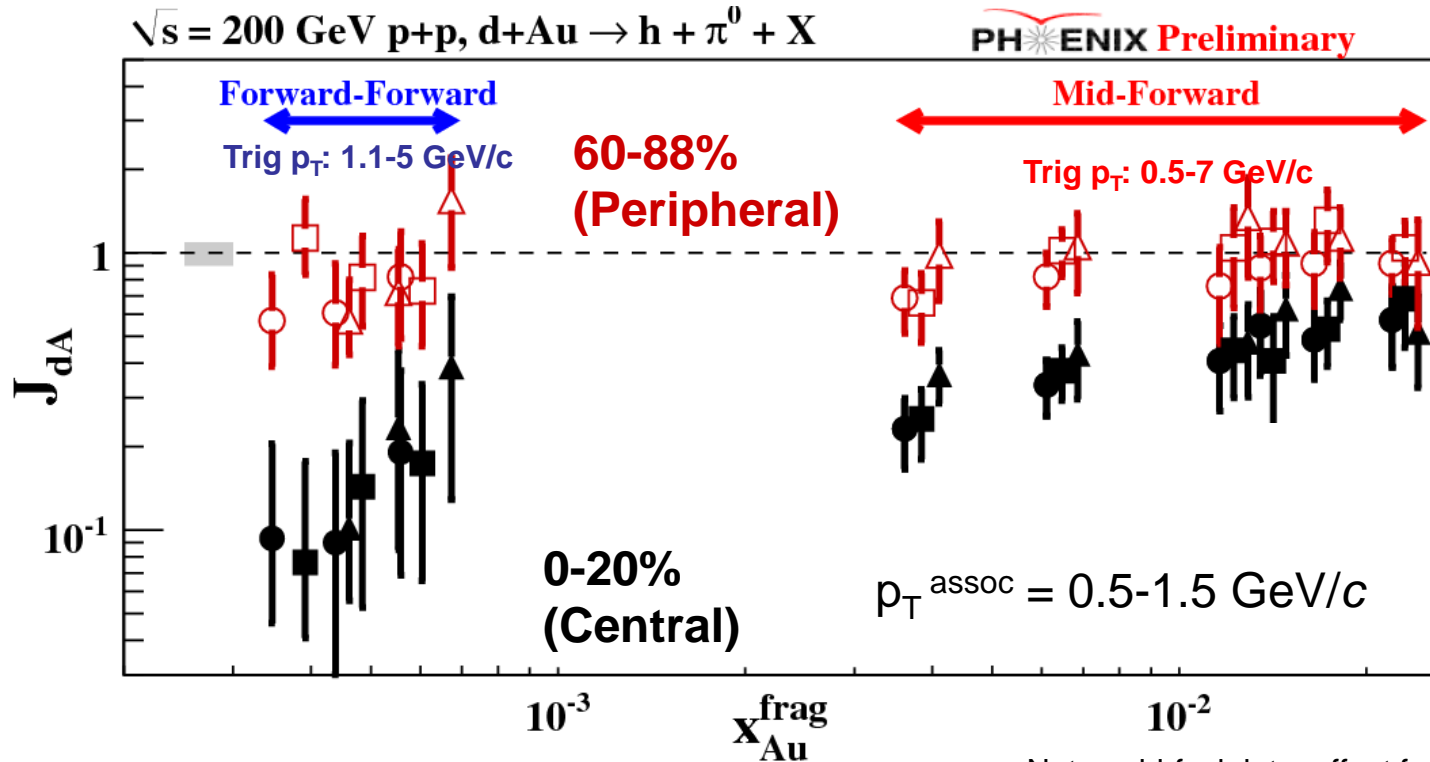 √s = 200 GeV p+p, d+Au → h + π⁰ + X
PHENIX Preliminary
Forward-Forward
Mid-Forward
Trig pT: 1.1-5 GeV/c
60-88%
(Peripheral)
Trig pT: 0.5-7 GeV/c
1
JdA
10⁻¹
0-20%
(Central)
pT assoc = 0.5-1.5 GeV/c
10⁻³
10⁻²
xAu frag